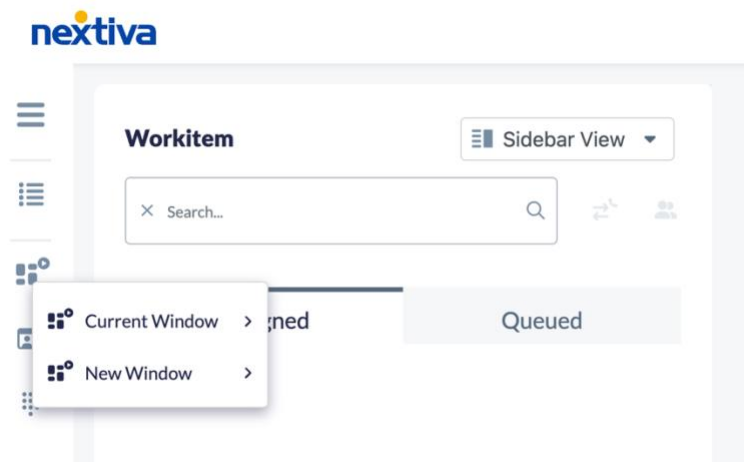 nextiva
Workitem
Sidebar View
Search...
Current Window
gned
Queued
New Window